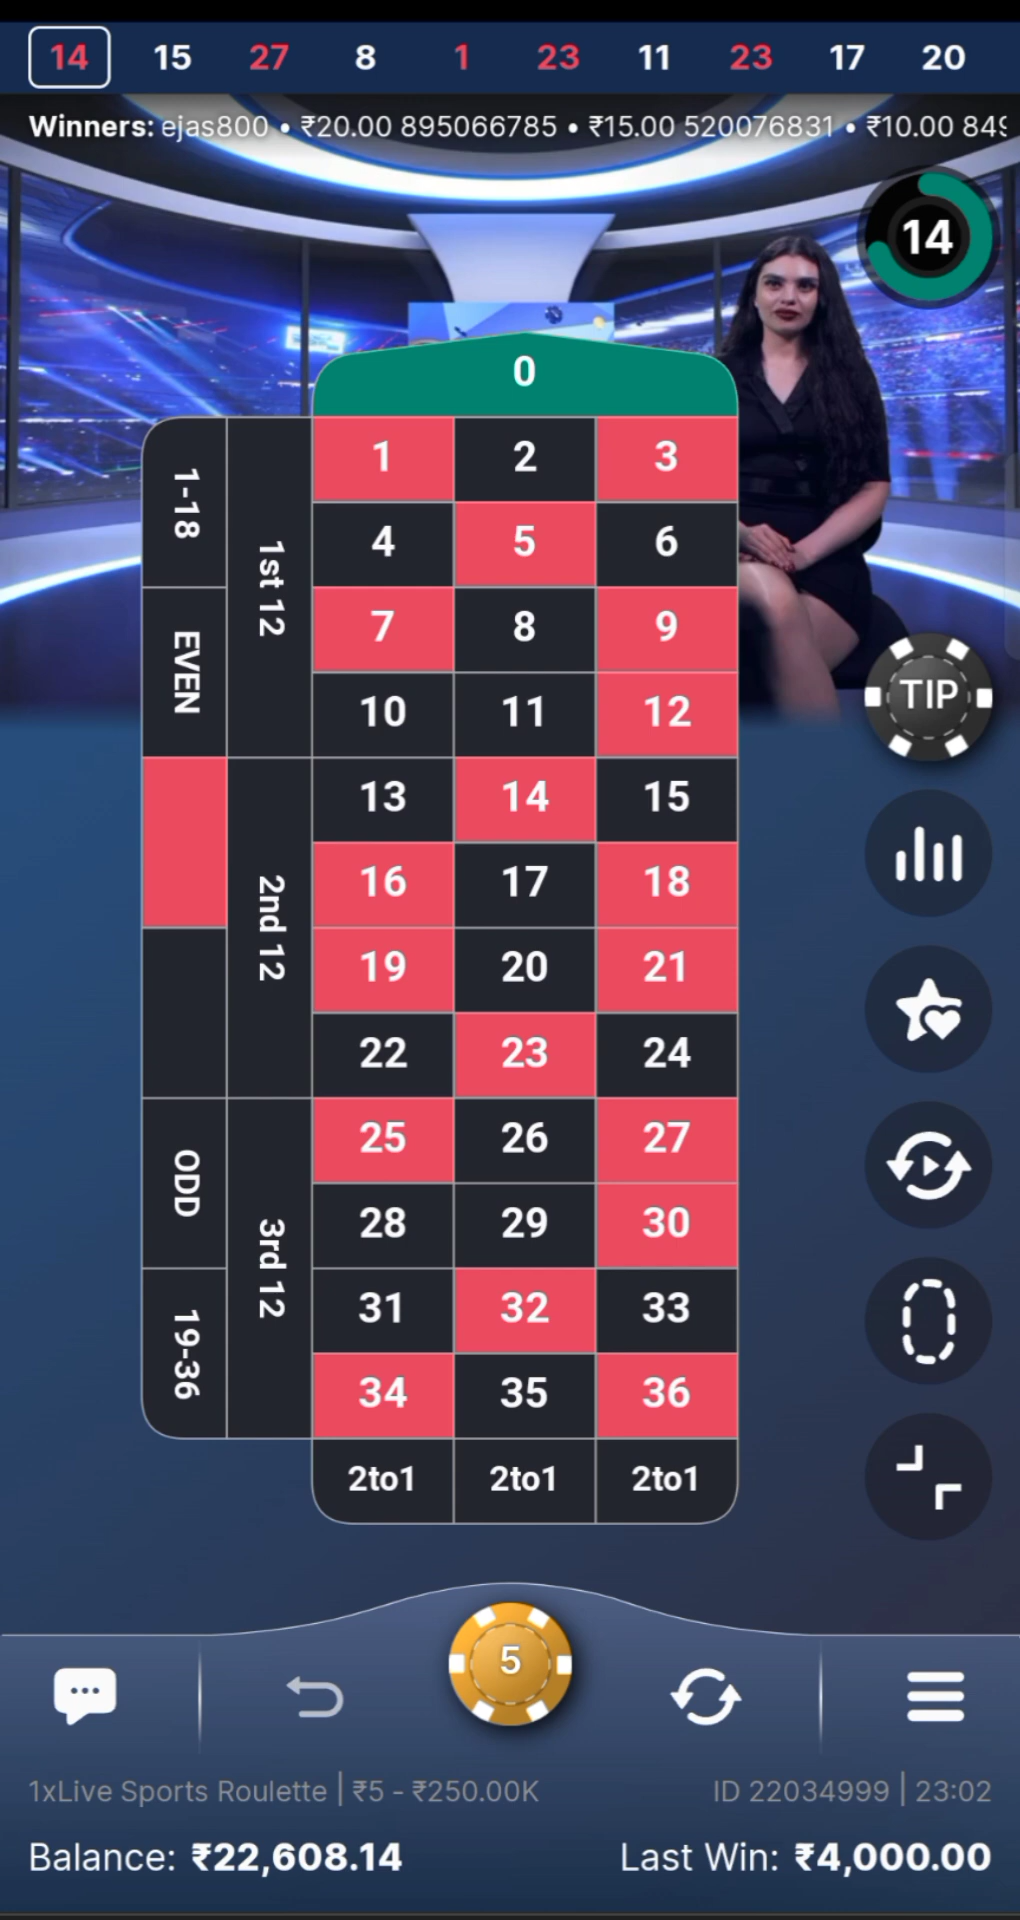 14 15 27 8 1 23 11 23 17 20
Winners: ejas800 • ₹20.00 895066785 • ₹15.00 520076831 • ₹10.00 849
14
0
1-18
1st 12
1 2 3
4 5 6
EVEN
7 8 9
10 11 12
TIP
2nd 12
13 14 15
16 17 18
19 20 21
22 23 24
ODD
3rd 12
25 26 27
28 29 30
19-36
31 32 33
34 35 36
2to1 2to1 2to1
5
1xLive Sports Roulette | ₹5 - ₹250.00K
ID 22034999 | 23:02
Balance: ₹22,608.14
Last Win: ₹4,000.00